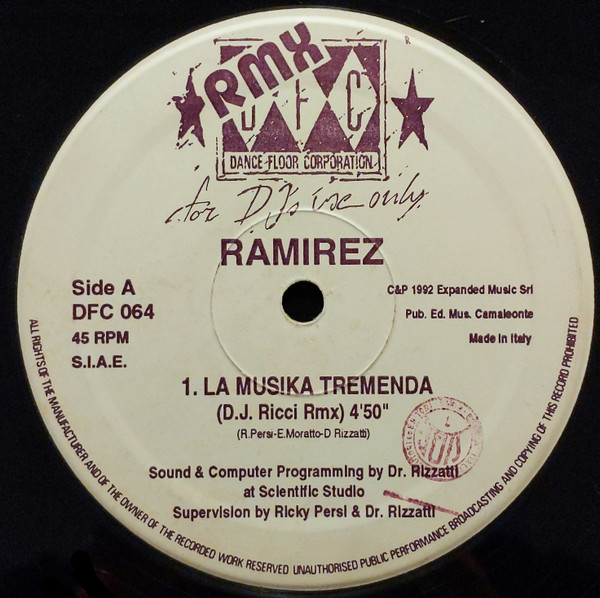 RMX
DFC
DANCE FLOOR CORPORATION
for DJs use only
RAMIREZ
Side A
DFC 064
45 RPM
S.I.A.E.
C&P 1992 Expanded Music Srl
Pub. Ed. Mus. Camaleonte
Made in Italy
1. LA MUSIKA TREMENDA
(D.J. Ricci Rmx) 4'50"
(R.Persi-E.Moratto-D Rizzatti)
Sound & Computer Programming by Dr. Rizzatti
at Scientific Studio
Supervision by Ricky Persi & Dr. Rizzatti
ALL RIGHTS OF THE MANUFACTURER AND OF THE OWNER OF THE RECORDED WORK RESERVED UNAUTHORISED PUBLIC PERFORMANCE BROADCASTING AND COPYING OF THIS RECORD PROHIBITED